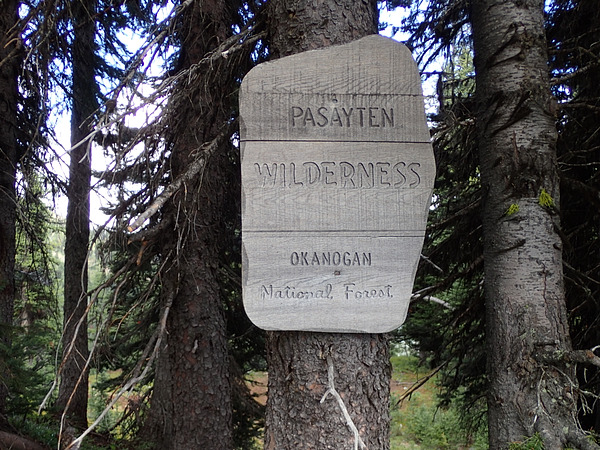 PASAYTEN
WILDERNESS
OKANOGAN
National Forest